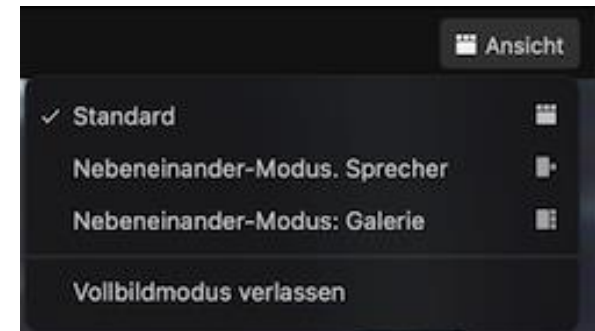 Ansicht
Standard
Nebeneinander-Modus. Sprecher
Nebeneinander-Modus: Galerie
Vollbildmodus verlassen